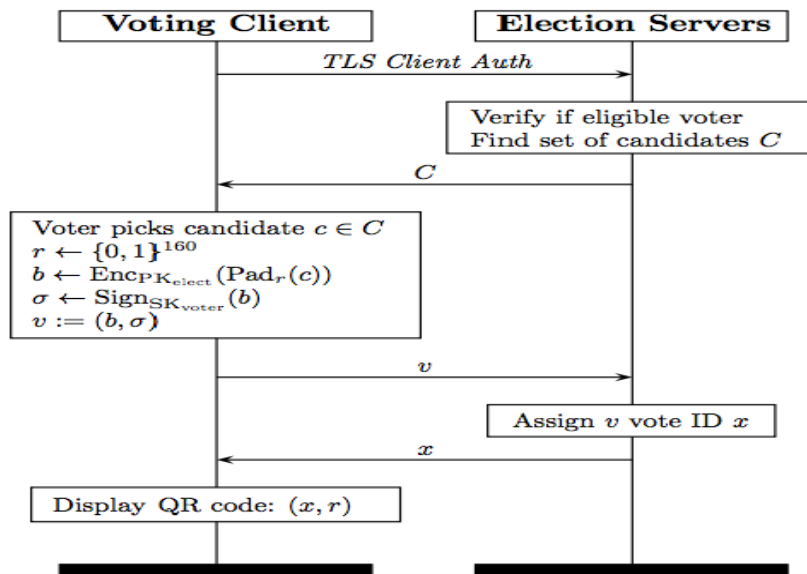 Voting Client
Election Servers
TLS Client Auth
Verify if eligible voter
Find set of candidates C
C
Voter picks candidate c ∈ C
r ← {0, 1}^160
b ← Enc_PK_elect(Pad_r(c))
σ ← Sign_SK_voter(b)
v := (b, σ)
v
Assign v vote ID x
x
Display QR code: (x, r)